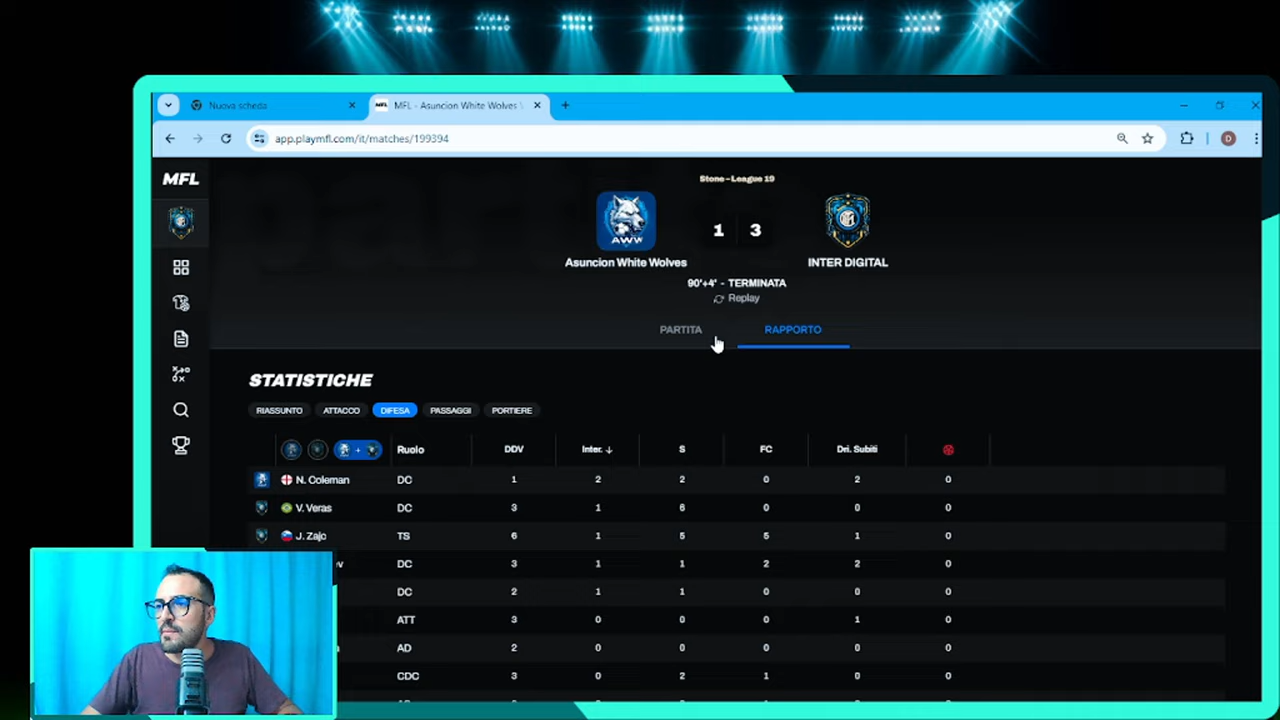 Nuova scheda
MFL - Asuncion White Wolves
app.playmfl.com/it/matches/199394
D
MFL
Stone - League 19
AWW
1 3
Asuncion White Wolves
INTER DIGITAL
90'+4' - TERMINATA
Replay
PARTITA RAPPORTO
STATISTICHE
RIASSUNTO ATTACCO DIFESA PASSAGGI PORTIERE
+ Ruolo DDV Inter. ↓ S FC Dri. Subiti
N. Coleman DC 1 2 2 0 2 0
V. Veras DC 3 1 6 0 0 0
J. Zajc TS 6 1 5 5 1 0
DC 3 1 1 2 2 0
DC 2 1 1 0 0 0
ATT 3 0 0 0 1 0
AD 2 0 0 0 0 0
CDC 3 0 2 1 0 0